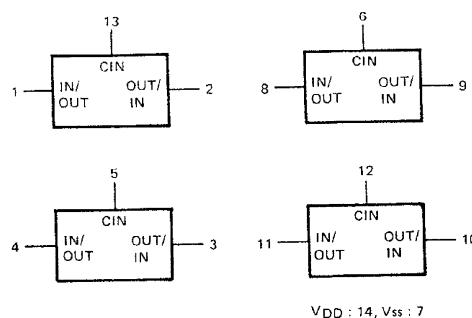 13
CIN
1
IN/
OUT
OUT/
IN
2
6
CIN
8
IN/
OUT
OUT/
IN
9
5
CIN
4
IN/
OUT
OUT/
IN
3
12
CIN
11
IN/
OUT
OUT/
IN
10
VDD : 14, Vss : 7